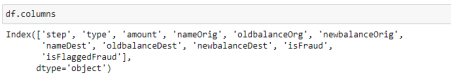 df.columns
Index(['step', 'type', 'amount', 'nameOrig', 'oldbalanceOrg', 'newbalanceOrig',
'nameDest', 'oldbalanceDest', 'newbalanceDest', 'isFraud',
'isFlaggedFraud'],
dtype='object')